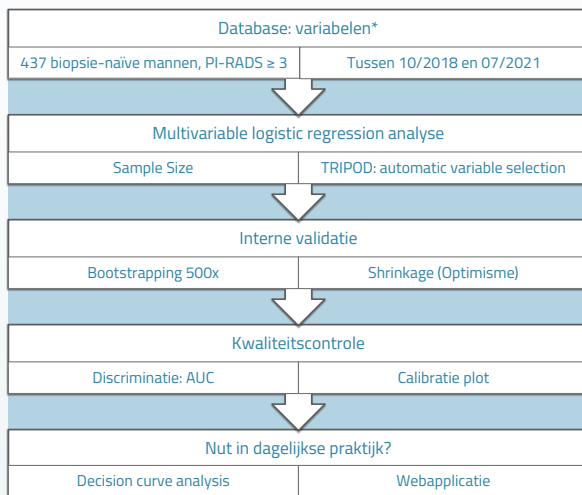 Database: variabelen*
437 biopsie-naïve mannen, PI-RADS ≥ 3
Tussen 10/2018 en 07/2021
Multivariable logistic regression analyse
Sample Size
TRIPOD: automatic variable selection
Interne validatie
Bootstrapping 500x
Shrinkage (Optimisme)
Kwaliteitscontrole
Discriminatie: AUC
Calibratie plot
Nut in dagelijkse praktijk?
Decision curve analysis
Webapplicatie